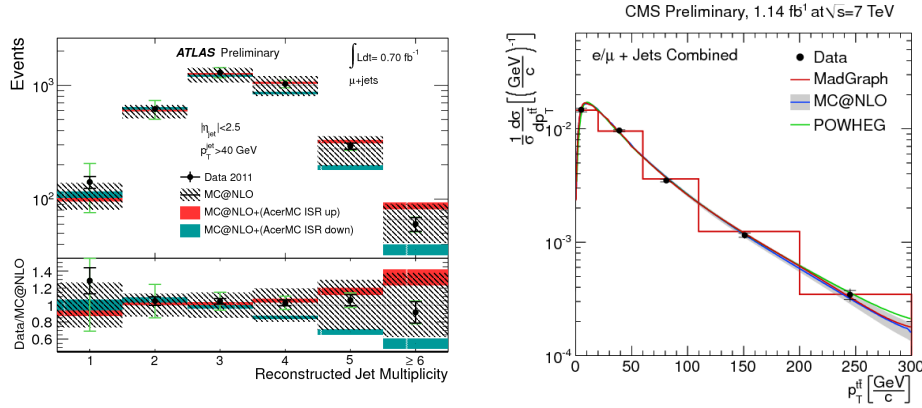 ATLAS Preliminary
∫ Ldt= 0.70 fb⁻¹
μ+jets
Events
10³
|η_jet|<2.5
p_T^jet>40 GeV
Data 2011
MC@NLO
MC@NLO+(AcerMC ISR up)
MC@NLO+(AcerMC ISR down)
10²
Data/MC@NLO
1.4
1.2
1
0.8
0.6
1 2 3 4 5 ≥ 6
Reconstructed Jet Multiplicity
CMS Preliminary, 1.14 fb⁻¹ at √s=7 TeV
e/μ + Jets Combined
Data
MadGraph
MC@NLO
POWHEG
1/σ dσ/dp_T^tt̄ [(GeV/c)⁻¹]
10⁻²
10⁻³
10⁻⁴
0 50 100 150 200 250 300
p_T^tt̄ [GeV/c]